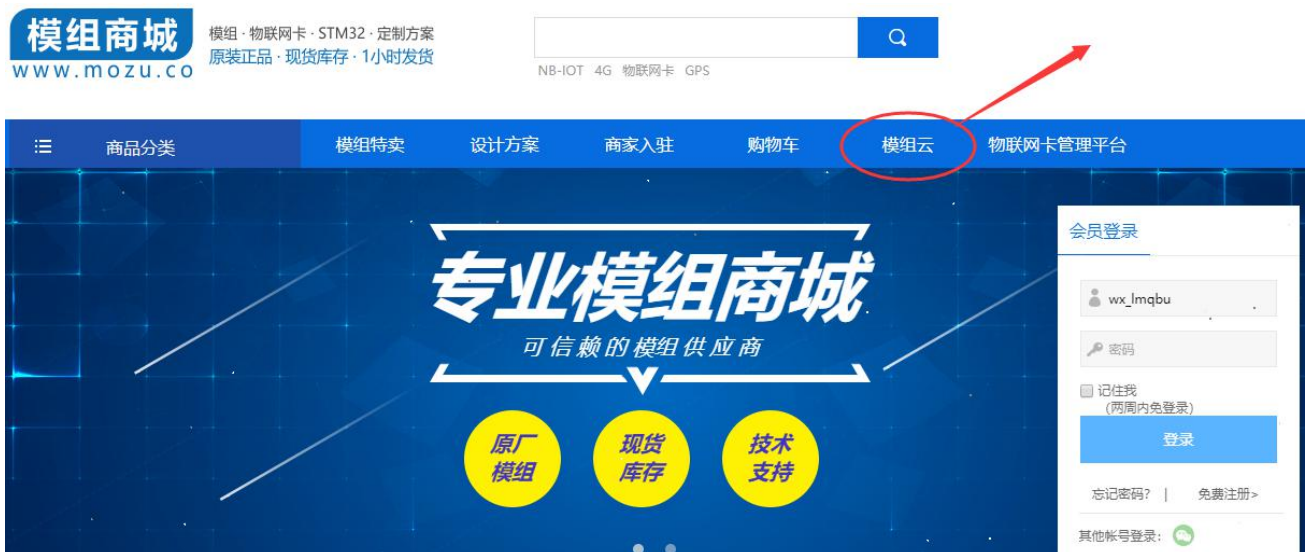 模组商城
www.mozu.co
模组 · 物联网卡 · STM32 · 定制方案
原装正品 · 现货库存 · 1小时发货
NB-IOT 4G 物联网卡 GPS
商品分类 模组特卖 设计方案 商家入驻 购物车 模组云 物联网卡管理平台
专业模组商城
可信赖的模组供应商
原厂
模组
现货
库存
技术
支持
会员登录
wx_lmqbu
密码
记住我
(两周内免登录)
登录
忘记密码? | 免费注册>
其他帐号登录: